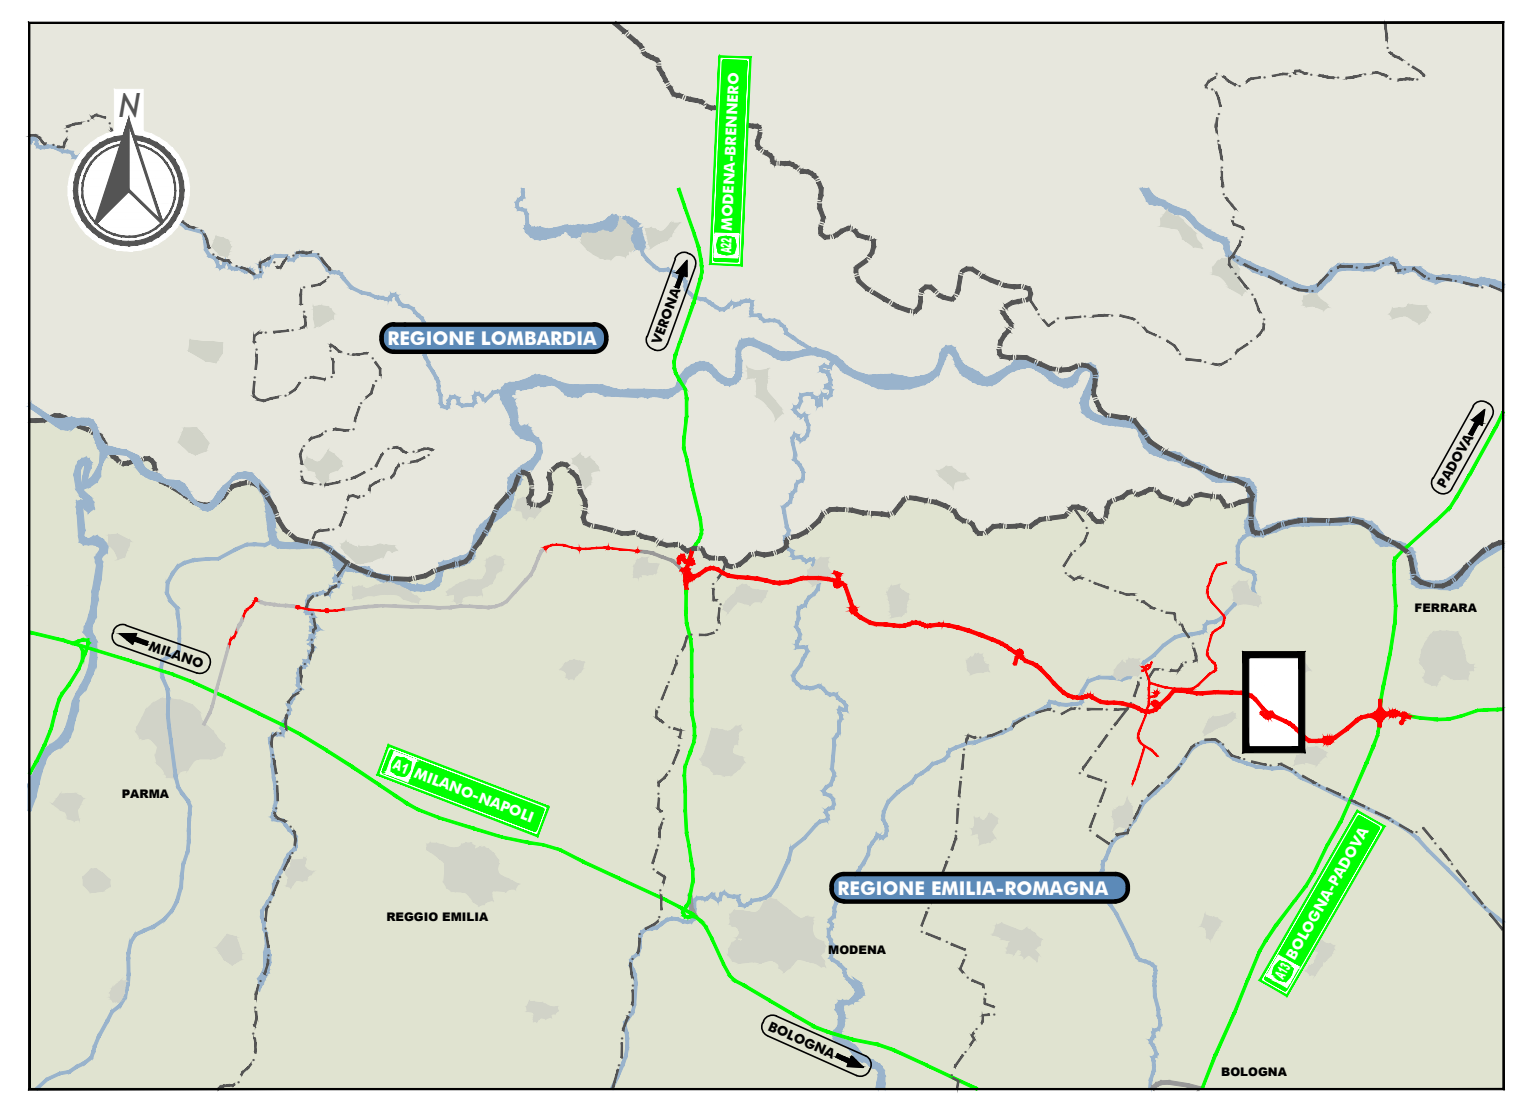 N
A22 MODENA-BRENNERO
VERONA
REGIONE LOMBARDIA
PADOVA
FERRARA
MILANO
A1 MILANO-NAPOLI
PARMA
REGIONE EMILIA-ROMAGNA
A13 BOLOGNA-PADOVA
REGGIO EMILIA
MODENA
BOLOGNA
BOLOGNA